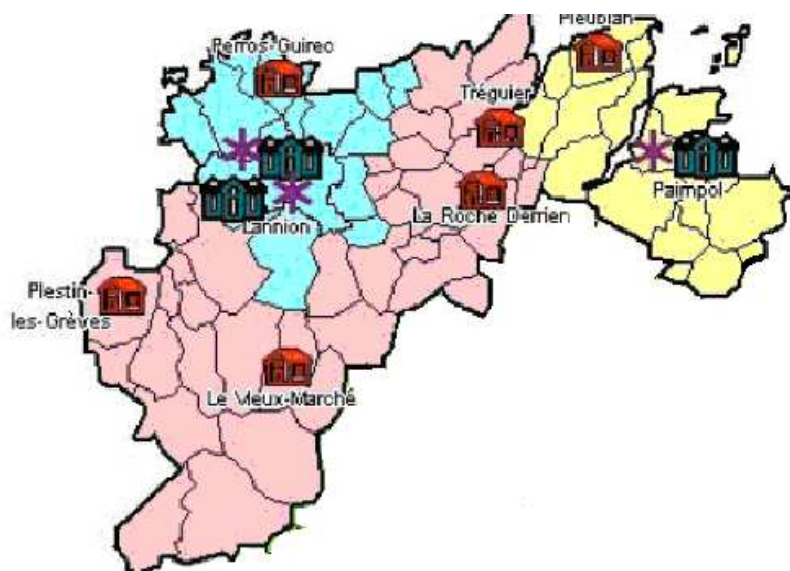 Pleubian
Perros-Guirec
Tréguier
Paimpol
La Roche Derrien
Lannion
Plestin-
les-Grèves
Le Vieux-Marché